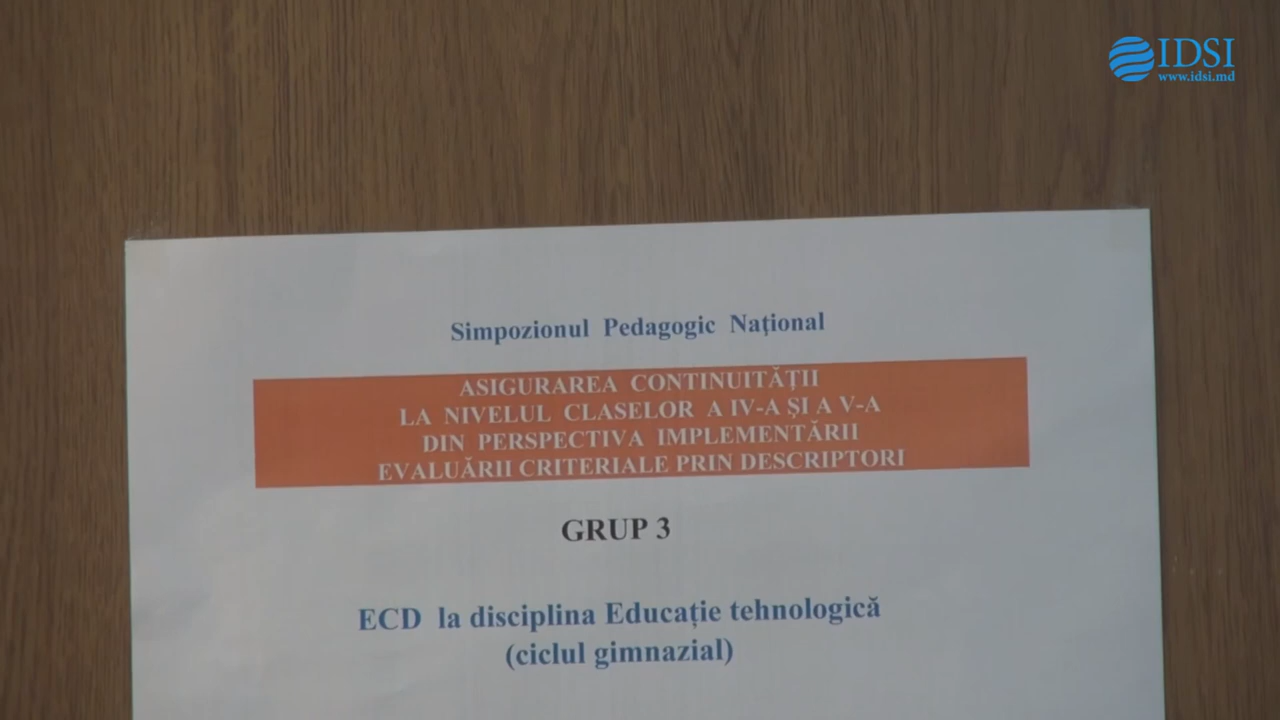 IDSI
www.idsi.md
Simpozionul Pedagogic Național
ASIGURAREA CONTINUITĂȚII
LA NIVELUL CLASELOR A IV-A ȘI A V-A
DIN PERSPECTIVA IMPLEMENTĂRII
EVALUĂRII CRITERIALE PRIN DESCRIPTORI
GRUP 3
ECD la disciplina Educație tehnologică
(ciclul gimnazial)